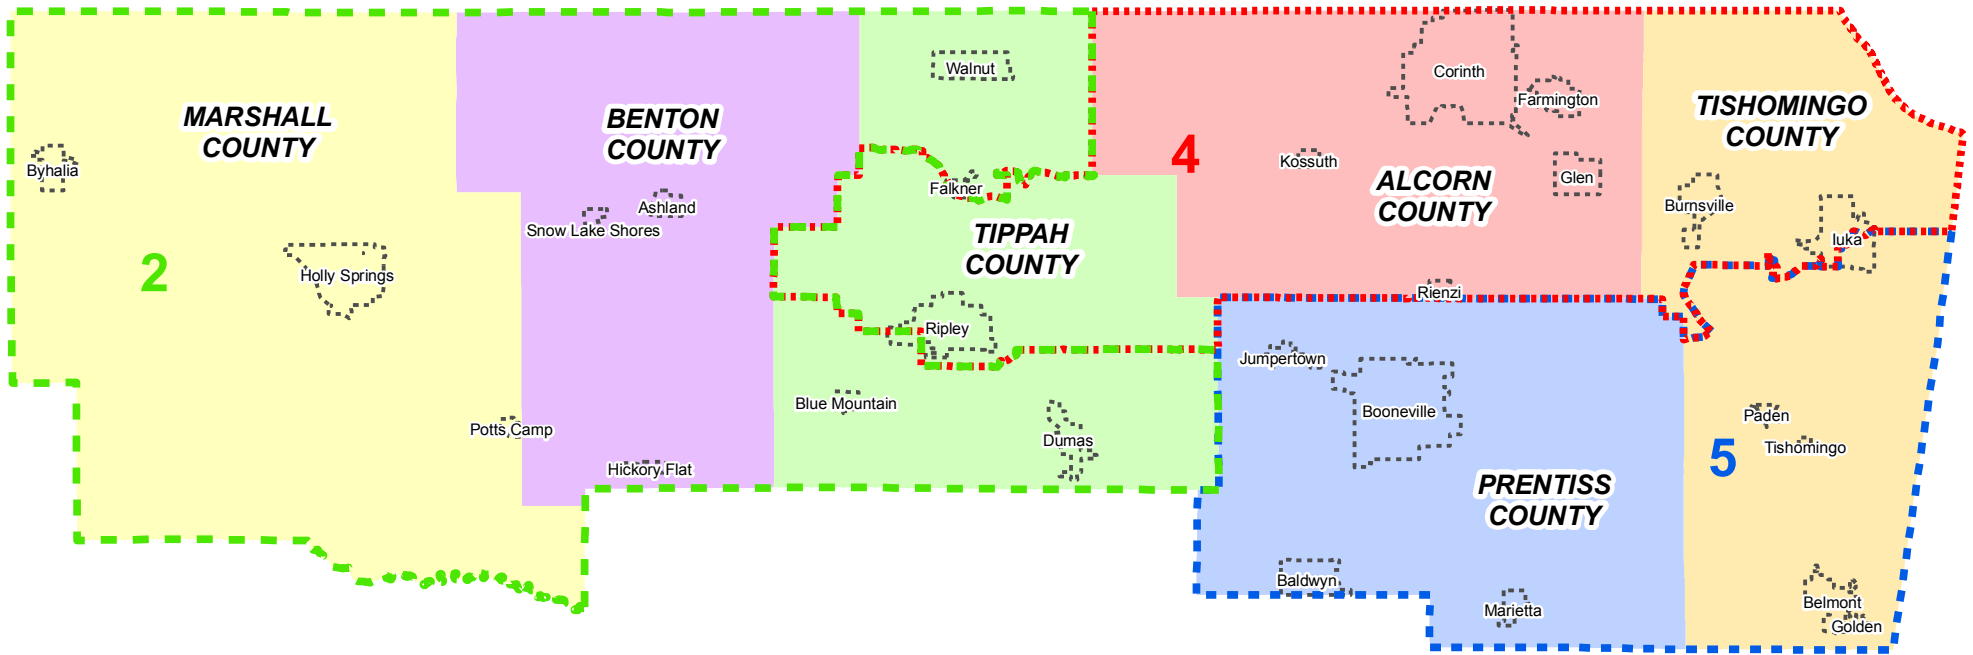 MARSHALL
COUNTY
BENTON
COUNTY
TIPPAH
COUNTY
ALCORN
COUNTY
TISHOMINGO
COUNTY
PRENTISS
COUNTY
2
4
5
Byhalia
Holly Springs
Potts Camp
Snow Lake Shores
Ashland
Hickory Flat
Walnut
Falkner
Ripley
Blue Mountain
Dumas
Corinth
Farmington
Kossuth
Glen
Rienzi
Burnsville
Iuka
Jumpertown
Booneville
Baldwyn
Marietta
Paden
Tishomingo
Belmont
Golden